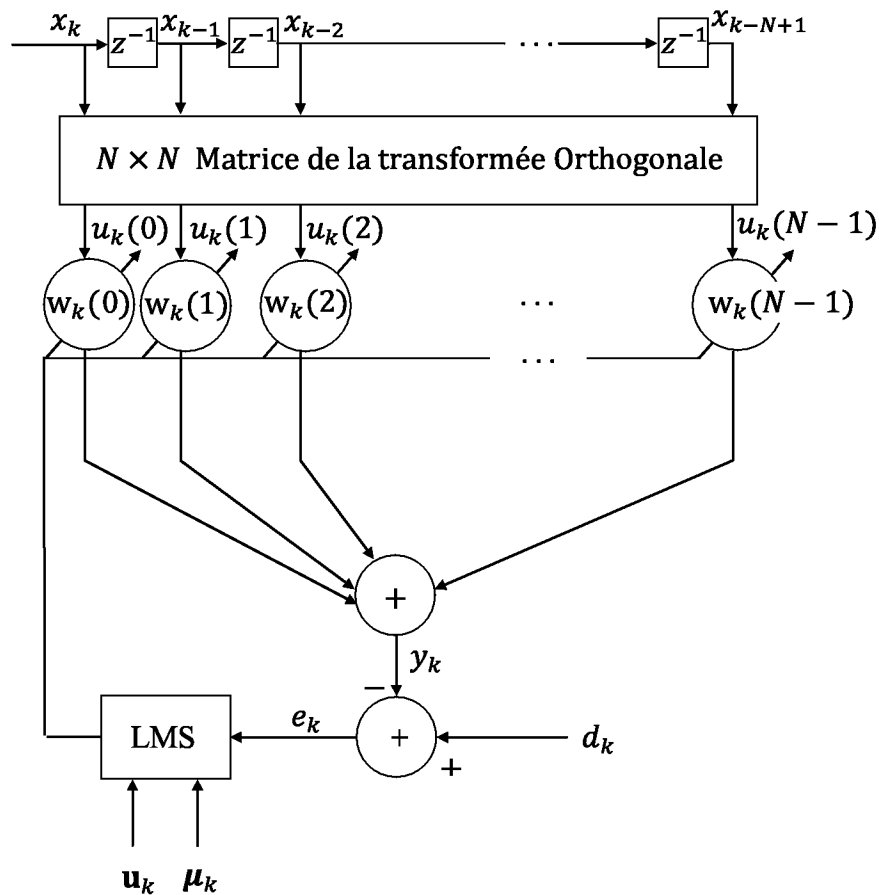 x_k z^{-1} x_{k-1} z^{-1} x_{k-2} ... z^{-1} x_{k-N+1}
N × N Matrice de la transformée Orthogonale
u_k(0) u_k(1) u_k(2) u_k(N − 1)
w_k(0) w_k(1) w_k(2) ... w_k(N − 1)
...
+
y_k
−
LMS e_k + d_k
+
u_k μ_k